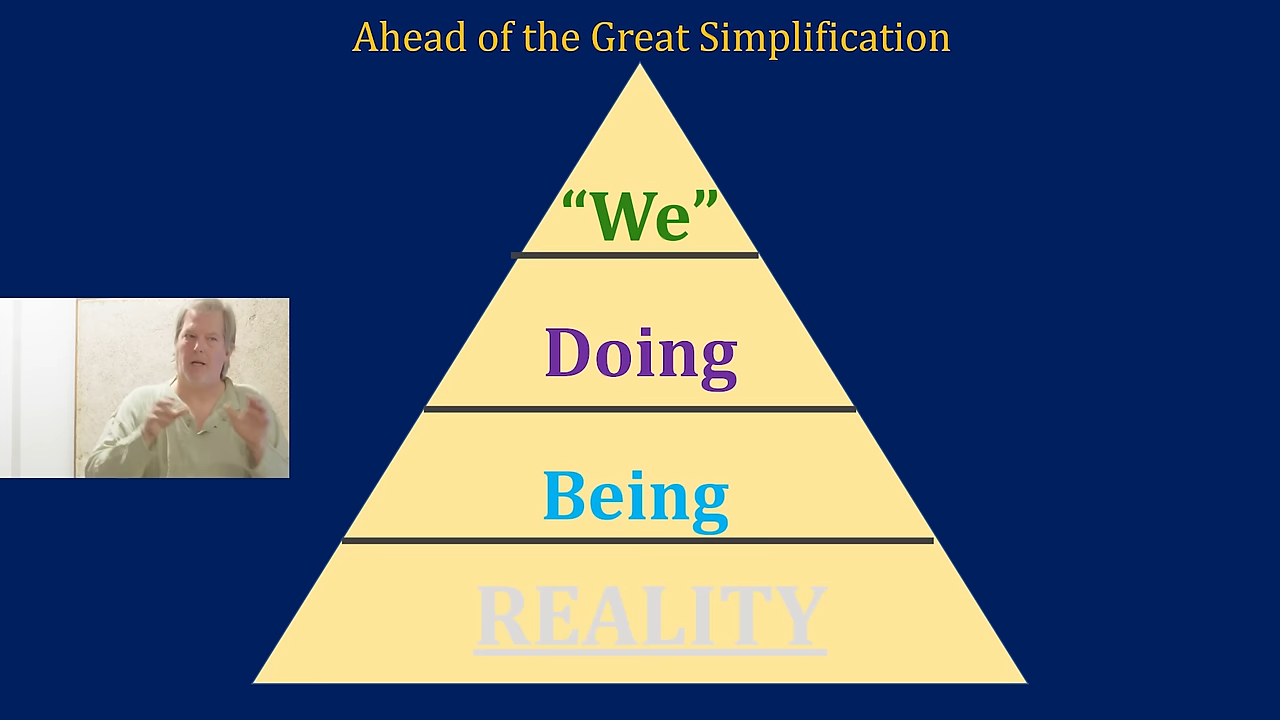 Ahead of the Great Simplification
“We”
Doing
Being
REALITY